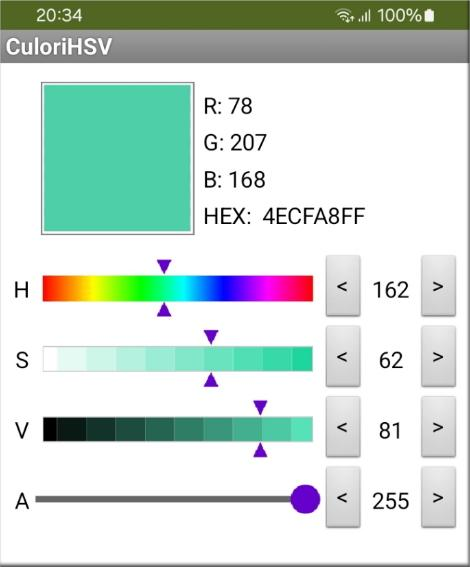 20:34 100%
CuloriHSV
R: 78
G: 207
B: 168
HEX: 4ECFA8FF
H < 162 >
S < 62 >
V < 81 >
A < 255 >